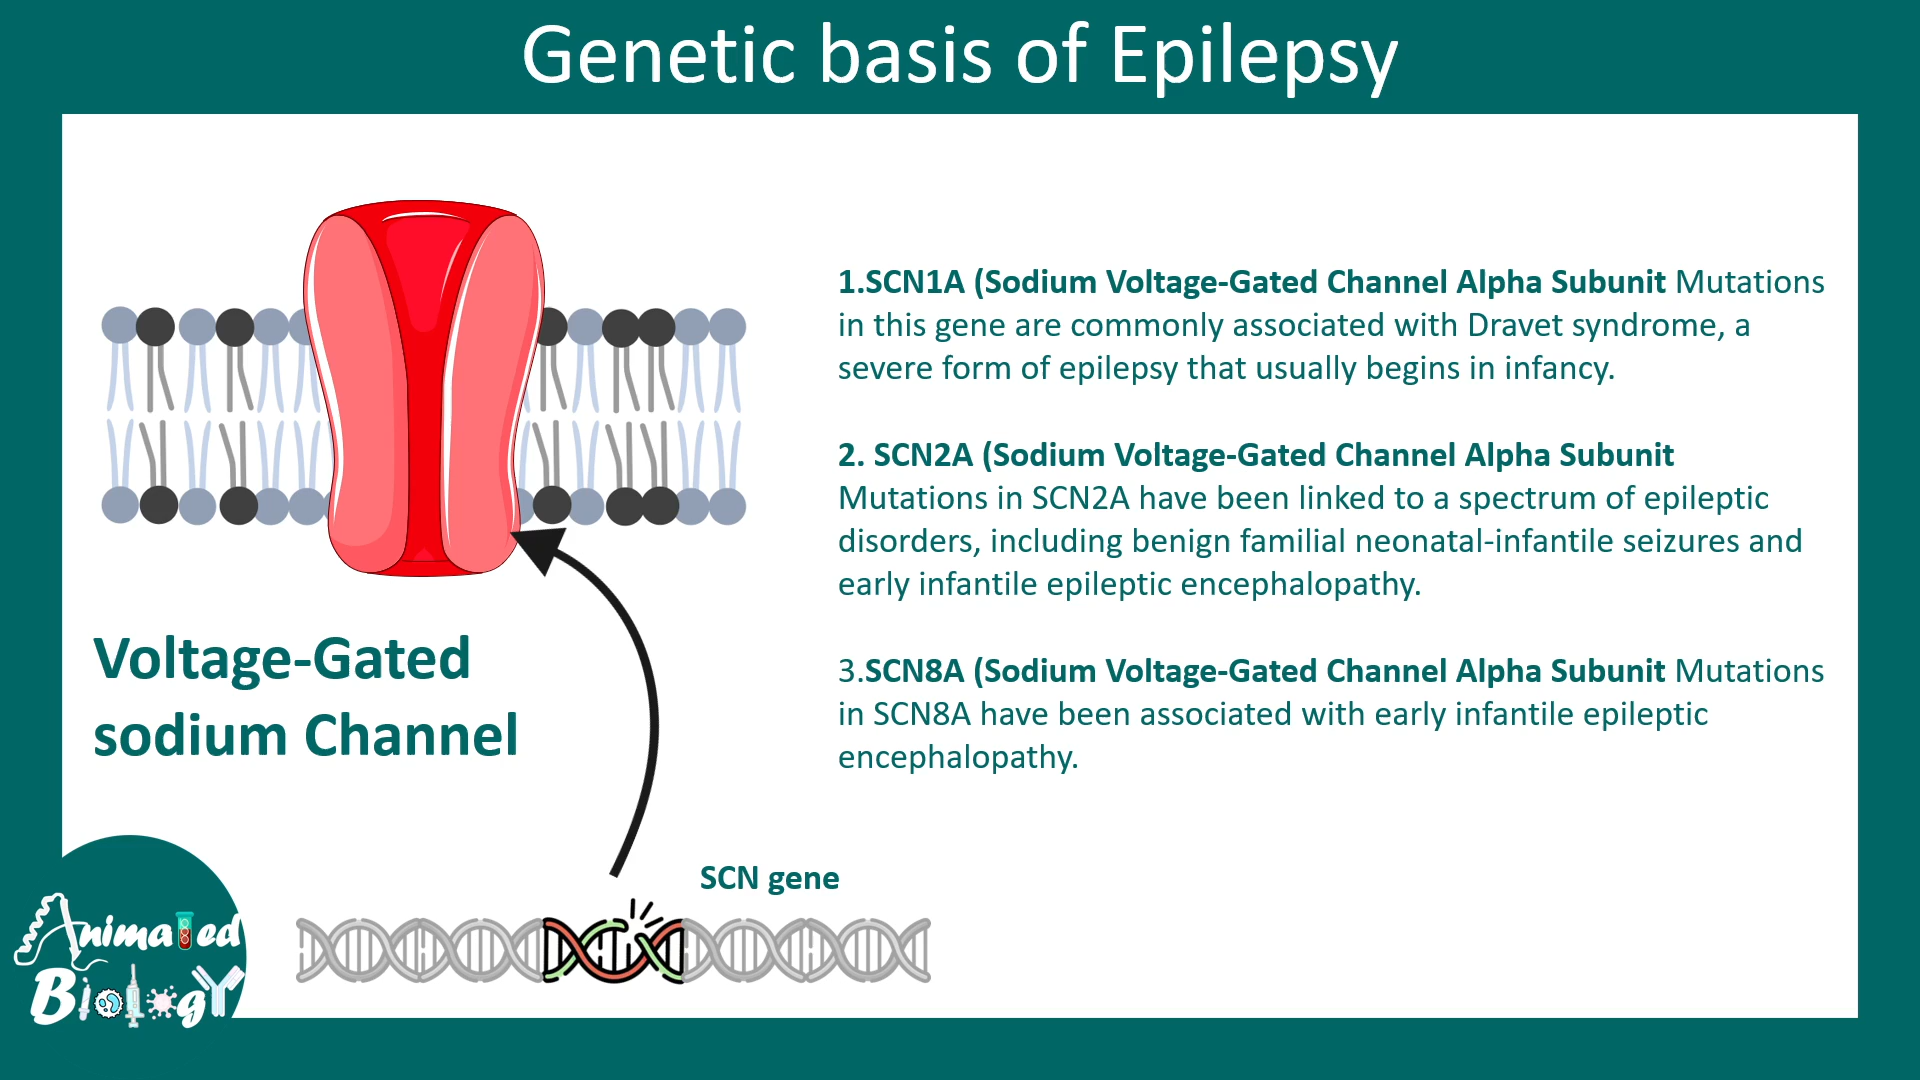 Genetic basis of Epilepsy
1.SCN1A (Sodium Voltage-Gated Channel Alpha Subunit Mutations
in this gene are commonly associated with Dravet syndrome, a
severe form of epilepsy that usually begins in infancy.
2. SCN2A (Sodium Voltage-Gated Channel Alpha Subunit
Mutations in SCN2A have been linked to a spectrum of epileptic
disorders, including benign familial neonatal-infantile seizures and
early infantile epileptic encephalopathy.
3.SCN8A (Sodium Voltage-Gated Channel Alpha Subunit Mutations
in SCN8A have been associated with early infantile epileptic
encephalopathy.
Voltage-Gated
sodium Channel
SCN gene
Animated
Biology